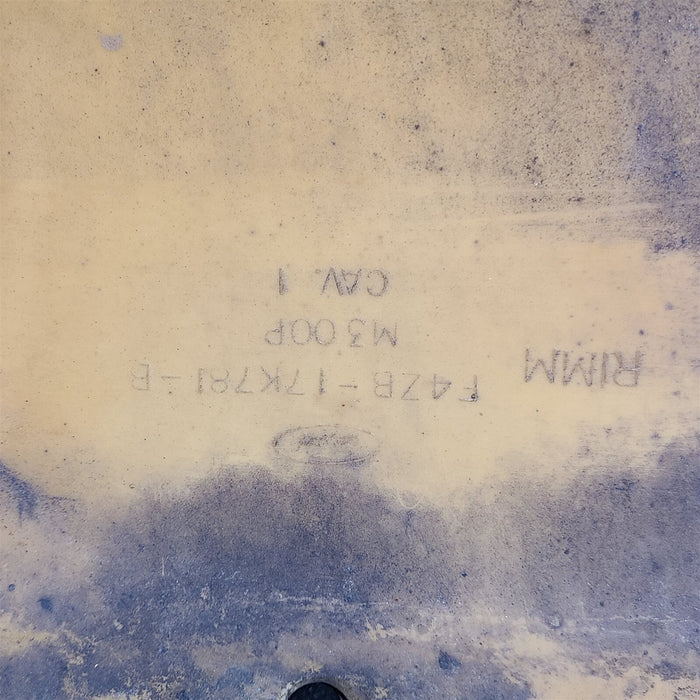 RIMM
F4ZB-17K781-B
M300P
CAV. 1